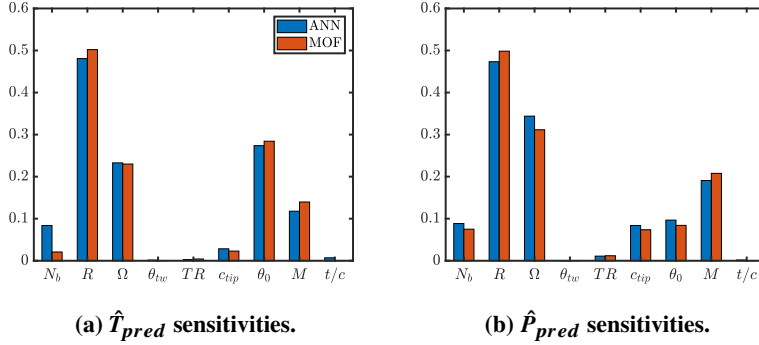 0.6
0.5
0.4
0.3
0.2
0.1
0
ANN
MOF
N_b R Ω θ_tw TR c_tip θ_0 M t/c
(a) T̂_pred sensitivities.
0.6
0.5
0.4
0.3
0.2
0.1
0
N_b R Ω θ_tw TR c_tip θ_0 M t/c
(b) P̂_pred sensitivities.